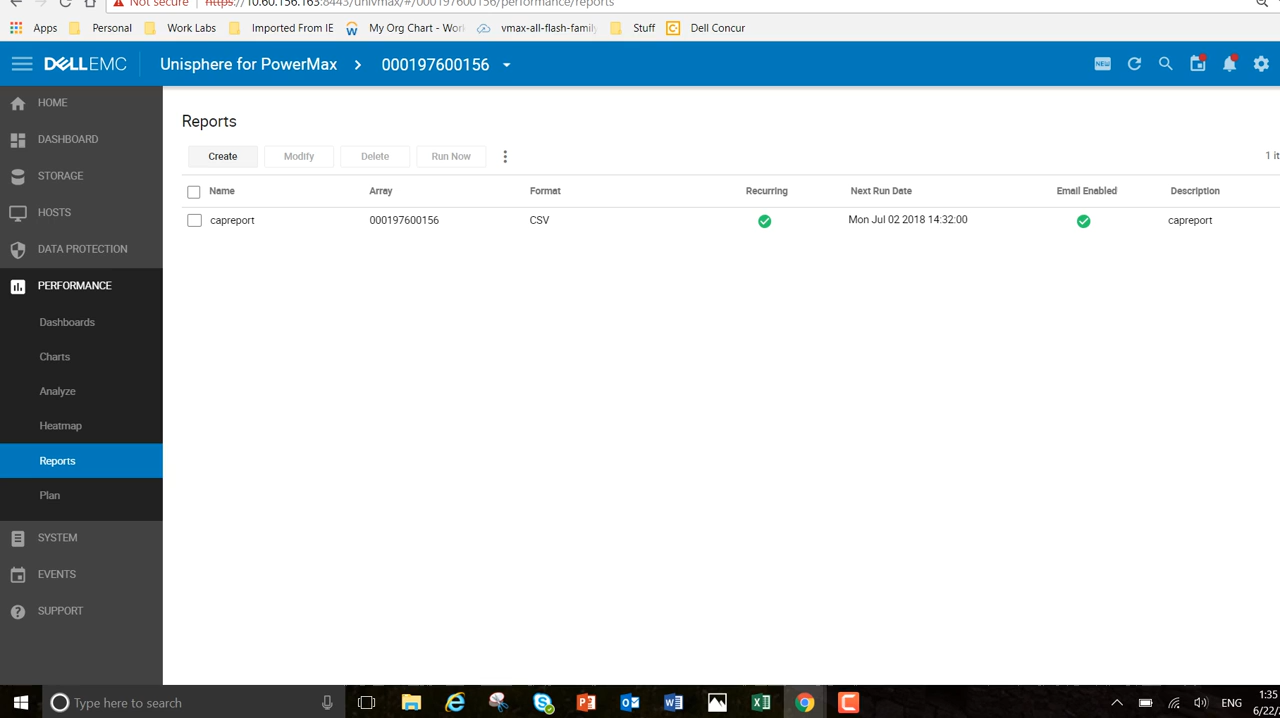 Not secure | https://10.60.156.163:8443/univmax/#/000197600156/performance/reports
Apps Personal Work Labs Imported From IE My Org Chart - Work vmax-all-flash-family Stuff Dell Concur
DELLEMC Unisphere for PowerMax > 000197600156 NEW
HOME
DASHBOARD
STORAGE
HOSTS
DATA PROTECTION
PERFORMANCE
Dashboards
Charts
Analyze
Heatmap
Reports
Plan
SYSTEM
EVENTS
SUPPORT
Reports
Create Modify Delete Run Now 1 it
Name Array Format Recurring Next Run Date Email Enabled Description
capreport 000197600156 CSV Mon Jul 02 2018 14:32:00 capreport
Type here to search ENG 1:35
6/22/